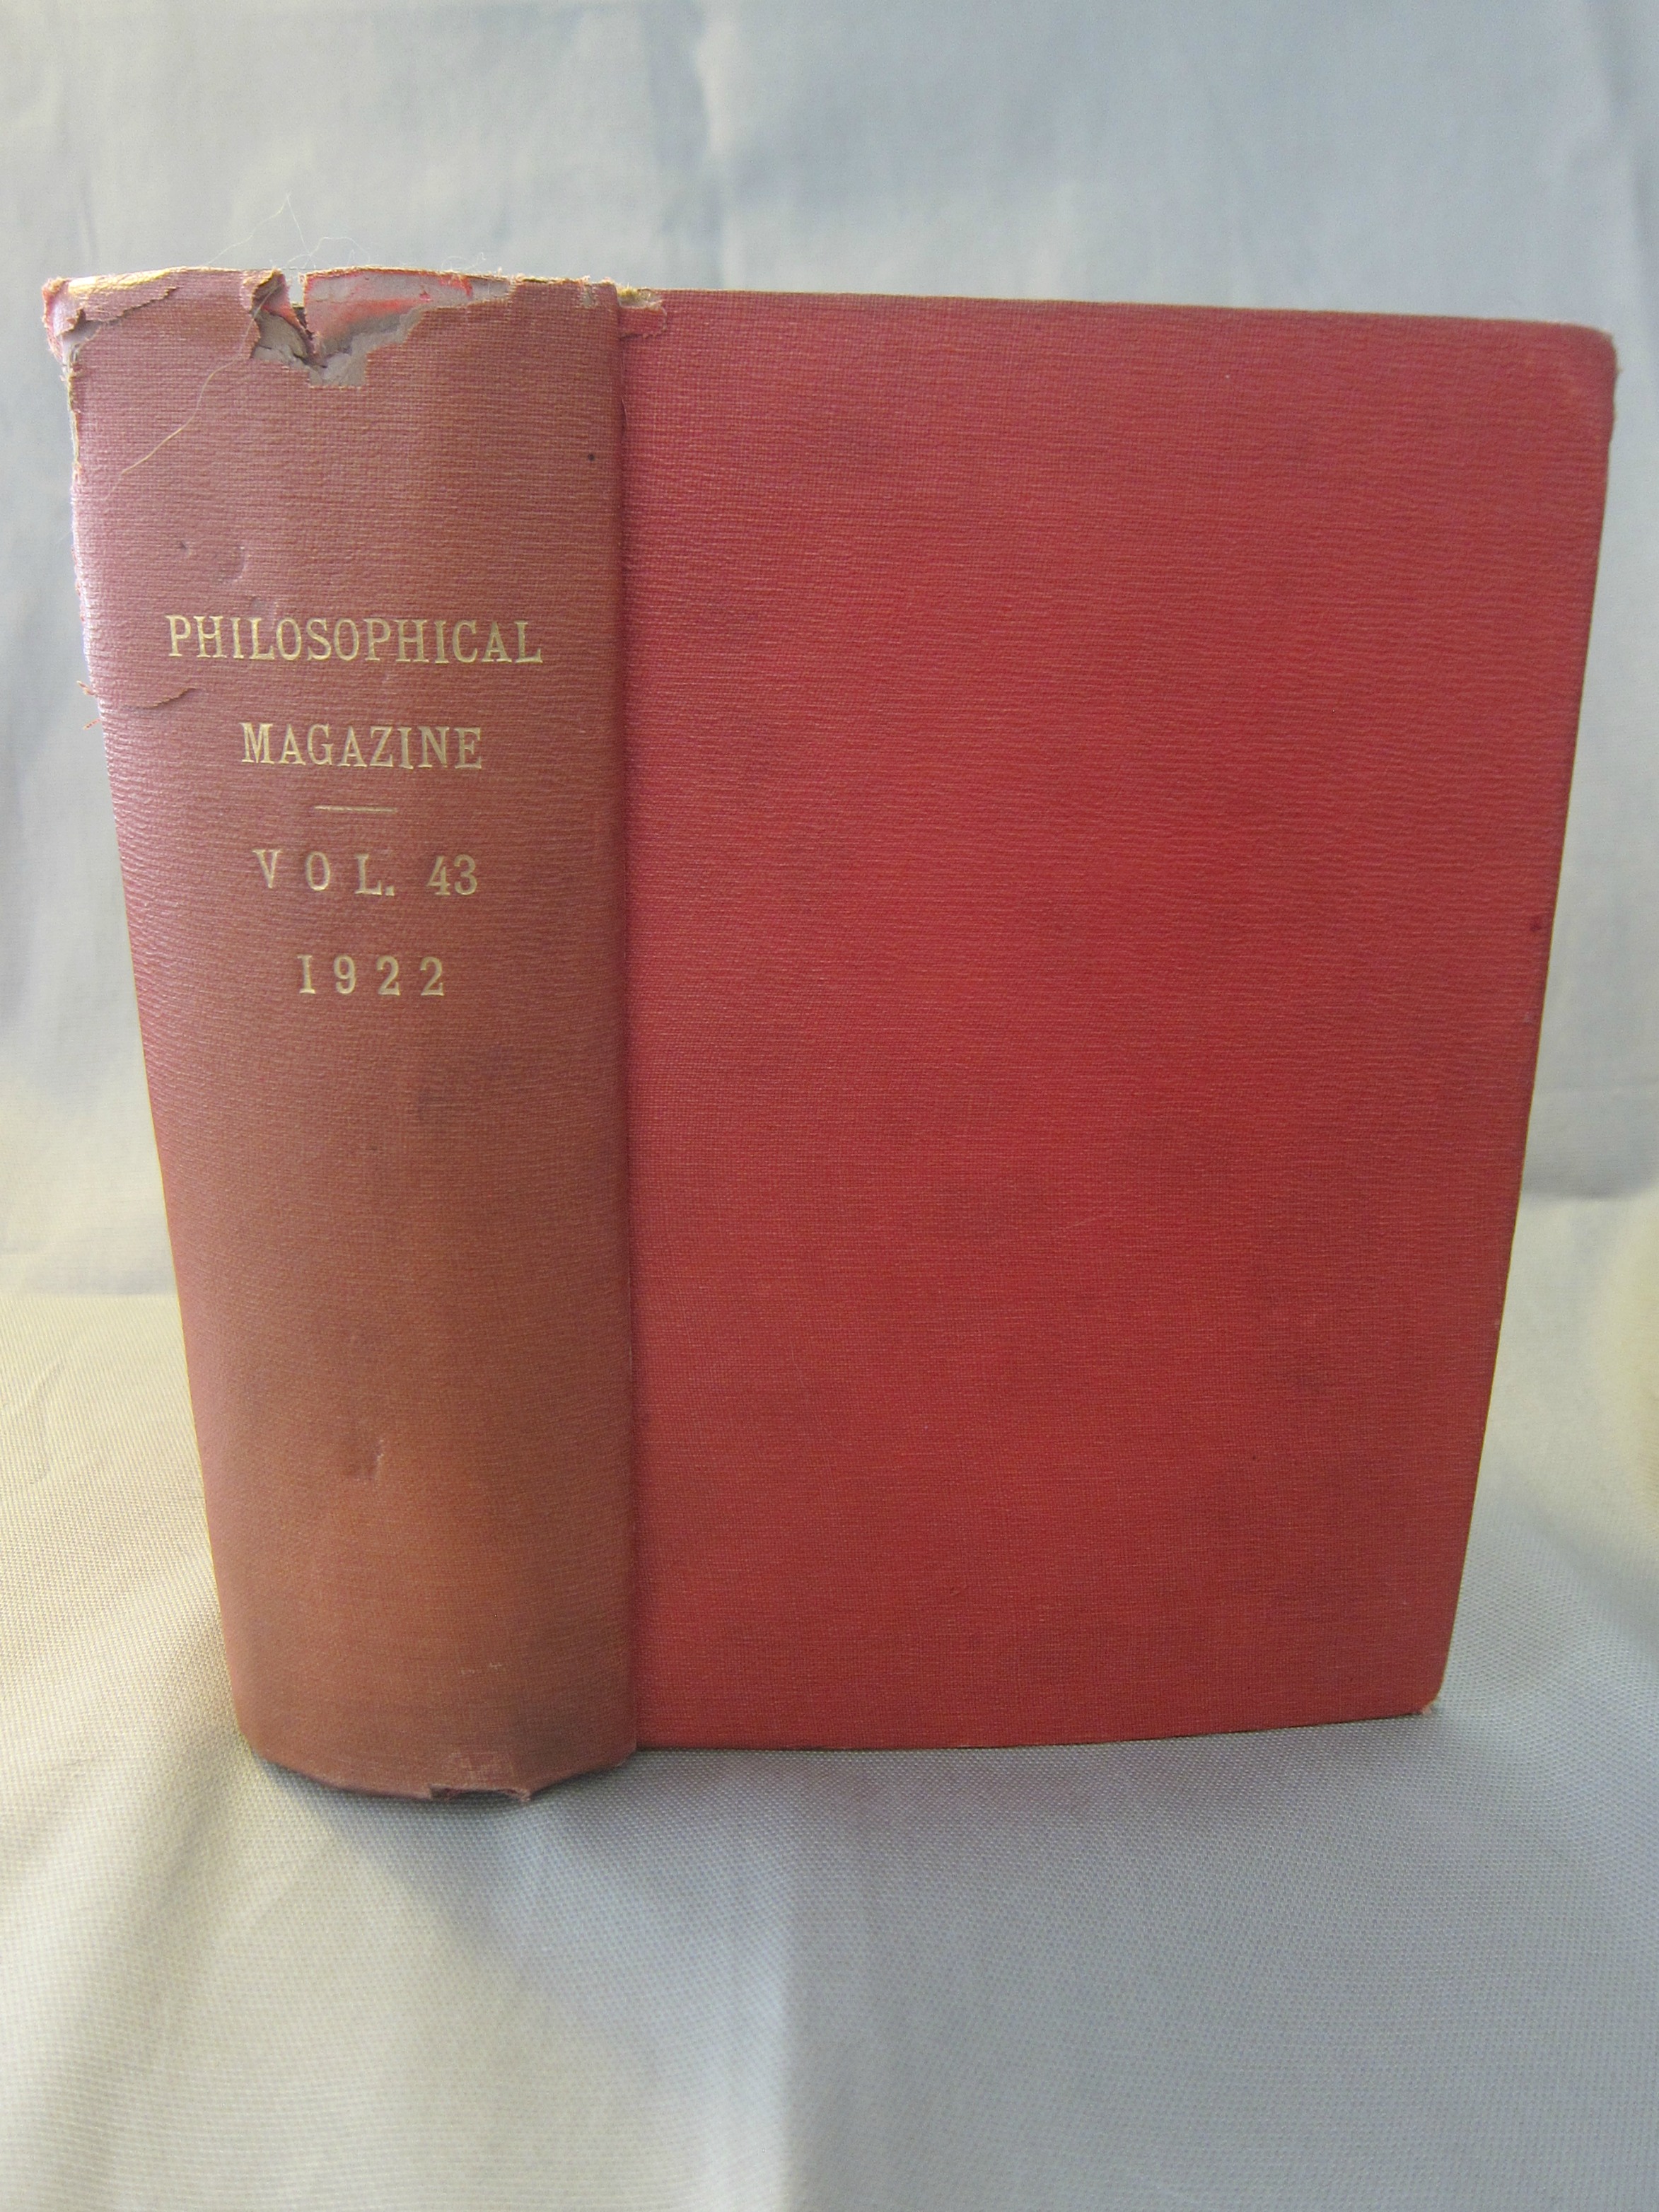 PHILOSOPHICAL
MAGAZINE
VOL. 43
1922